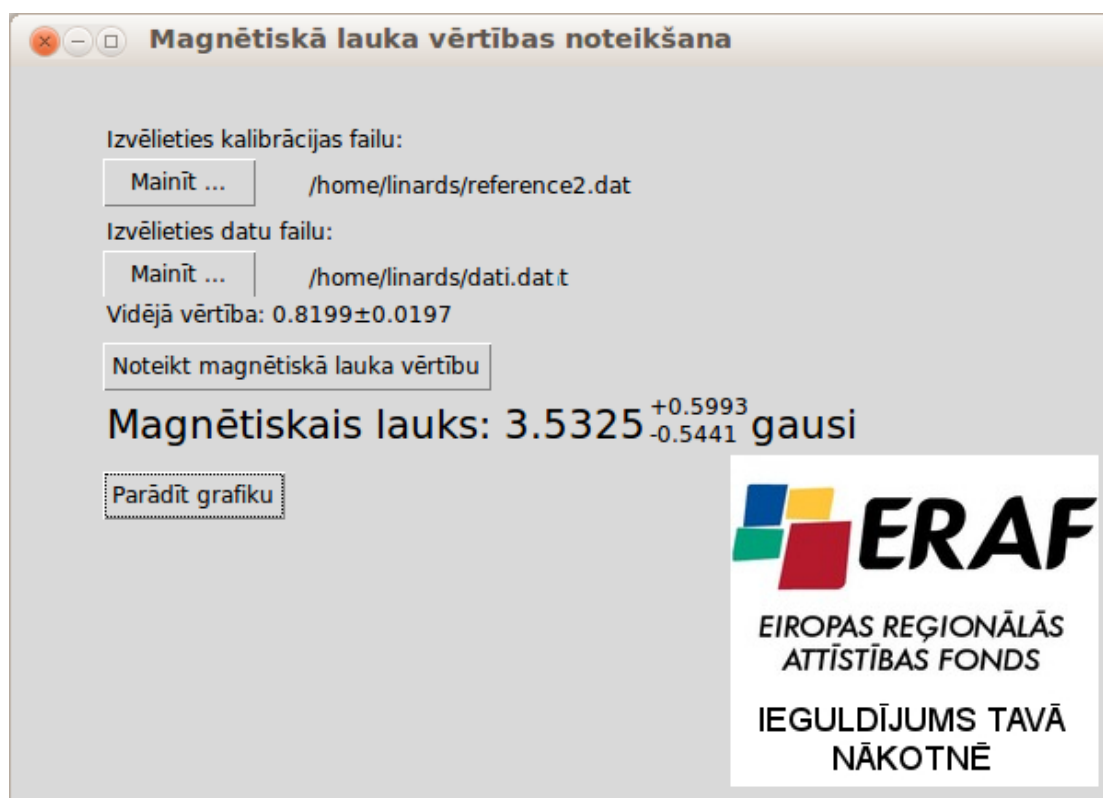 Magnētiskā lauka vērtības noteikšana
Izvēlieties kalibrācijas failu:
Mainīt ... /home/linards/reference2.dat
Izvēlieties datu failu:
Mainīt ... /home/linards/dati.dat t
Vidējā vērtība: 0.8199±0.0197
Noteikt magnētiskā lauka vērtību
Magnētiskais lauks: 3.5325 +0.5993 -0.5441 gausi
Parādīt grafiku
ERAF
EIROPAS REĢIONĀLĀS
ATTĪSTĪBAS FONDS
IEGULDĪJUMS TAVĀ
NĀKOTNĒ